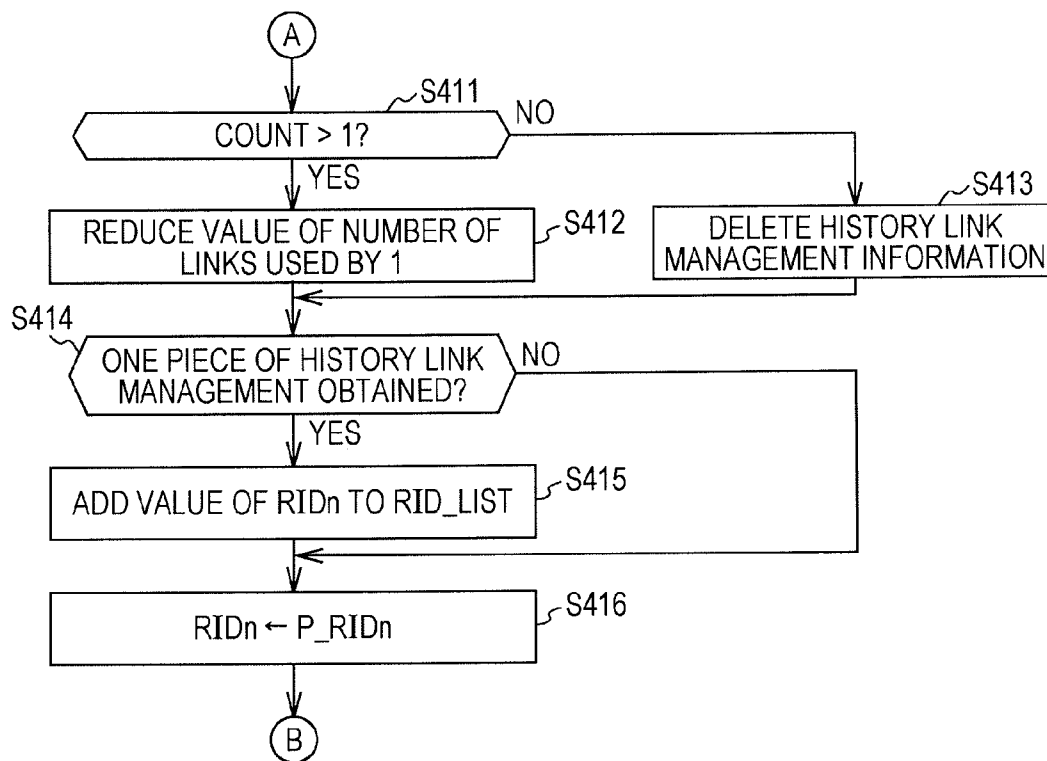 A
S411
COUNT > 1?
NO
YES
S413
REDUCE VALUE OF NUMBER OF
LINKS USED BY 1
S412
DELETE HISTORY LINK
MANAGEMENT INFORMATION
S414
ONE PIECE OF HISTORY LINK
MANAGEMENT OBTAINED?
NO
YES
ADD VALUE OF RIDn TO RID_LIST
S415
RIDn ← P_RIDn
S416
B